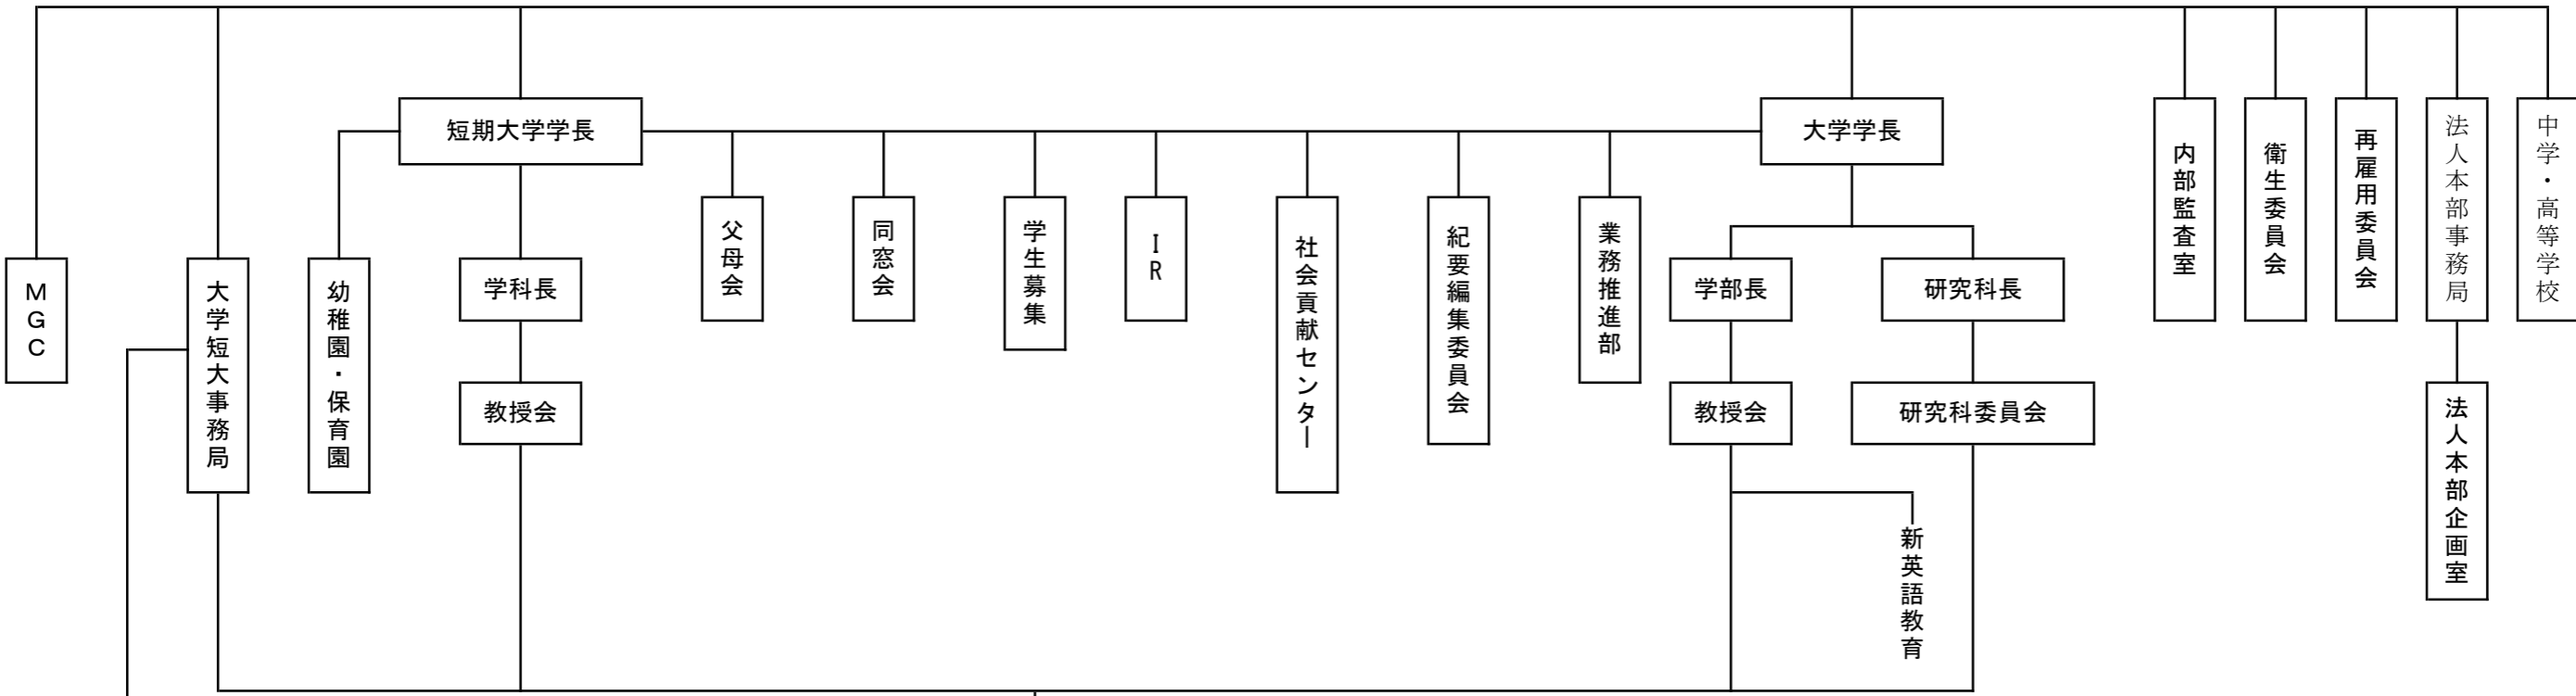 短期大学学長
大学学長
内部監査室
衛生委員会
再雇用委員会
法人本部事務局
中学・高等学校
父母会
同窓会
学生募集
IR
社会貢献センター
紀要編集委員会
業務推進部
MGC
大学短大事務局
幼稚園・保育園
学科長
学部長
研究科長
教授会
教授会
研究科委員会
法人本部企画室
新英語教育